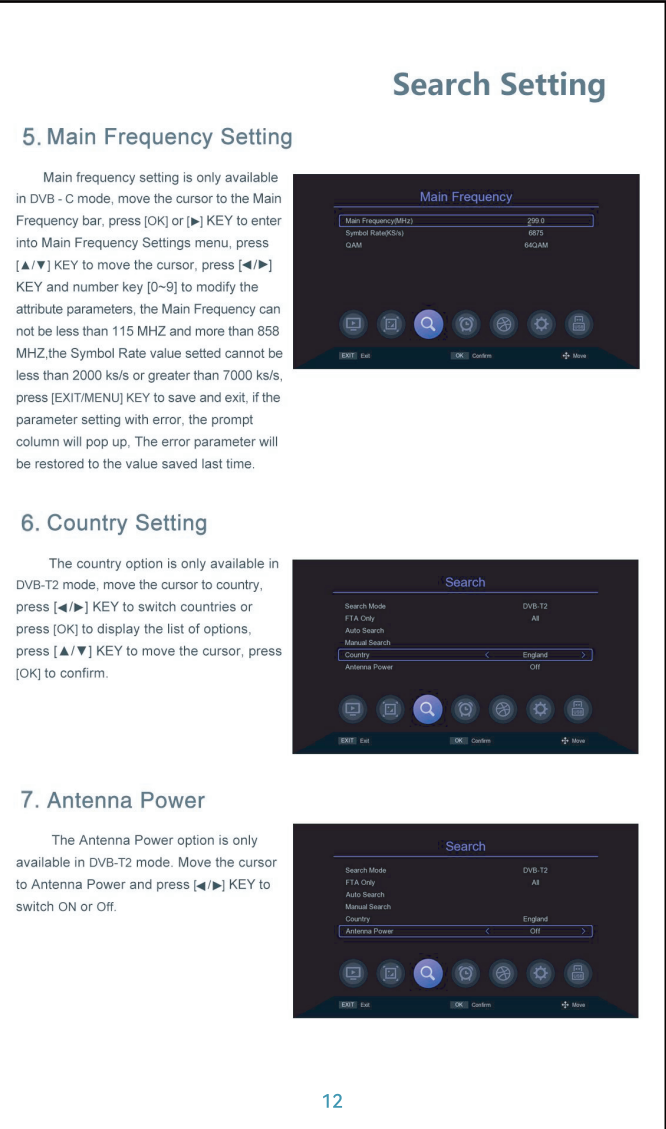 Search Setting
5. Main Frequency Setting
Main frequency setting is only available
in DVB - C mode, move the cursor to the Main
Frequency bar, press [OK] or [▶] KEY to enter
into Main Frequency Settings menu, press
[▲/▼] KEY to move the cursor, press [◀/▶]
KEY and number key [0~9] to modify the
attribute parameters, the Main Frequency can
not be less than 115 MHZ and more than 858
MHZ,the Symbol Rate value setted cannot be
less than 2000 ks/s or greater than 7000 ks/s,
press [EXIT/MENU] KEY to save and exit, if the
parameter setting with error, the prompt
column will pop up, The error parameter will
be restored to the value saved last time.
Main Frequency
Main Frequency(MHz) 299.0
Symbol Rate(KS/s) 6875
QAM 64QAM
EXIT Exit OK Confirm Move
6. Country Setting
The country option is only available in
DVB-T2 mode, move the cursor to country,
press [◀/▶] KEY to switch countries or
press [OK] to display the list of options,
press [▲/▼] KEY to move the cursor, press
[OK] to confirm.
Search
Search Mode DVB-T2
FTA Only All
Auto Search
Manual Search
Country < England >
Antenna Power Off
EXIT Exit OK Confirm Move
7. Antenna Power
The Antenna Power option is only
available in DVB-T2 mode. Move the cursor
to Antenna Power and press [◀/▶] KEY to
switch ON or Off.
Search
Search Mode DVB-T2
FTA Only All
Auto Search
Manual Search
Country England
Antenna Power < Off >
EXIT Exit OK Confirm Move
12